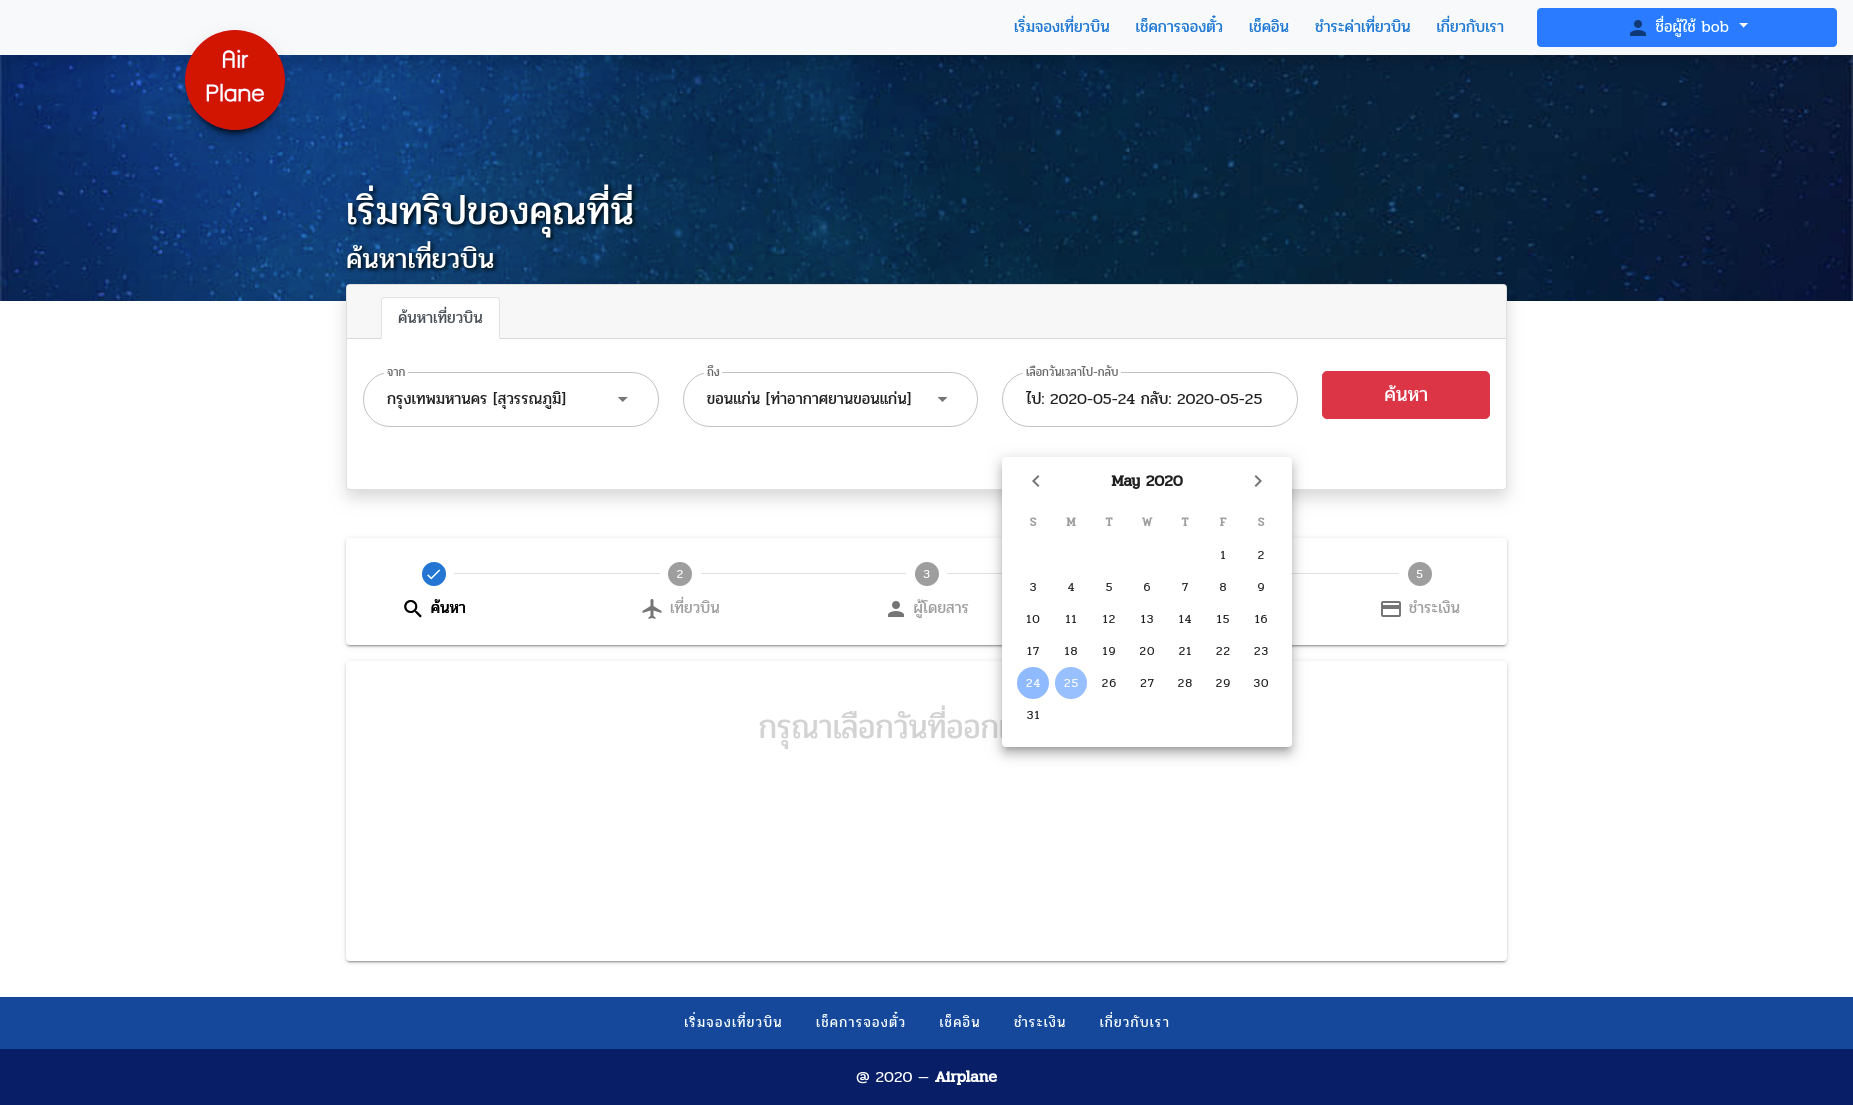 เริ่มจองเที่ยวบิน เช็คการจองตั๋ว เช็คอิน ชำระค่าเที่ยวบิน เกี่ยวกับเรา ชื่อผู้ใช้ bob
Air
Plane
เริ่มทริปของคุณที่นี่
ค้นหาเที่ยวบิน
ค้นหาเที่ยวบิน
จาก ถึง เลือกวันเวลาไป-กลับ
กรุงเทพมหานคร [สุวรรณภูมิ] ขอนแก่น [ท่าอากาศยานขอนแก่น] ไป: 2020-05-24 กลับ: 2020-05-25 ค้นหา
May 2020
S M T W T F S
1 2
3 4 5 6 7 8 9
10 11 12 13 14 15 16
17 18 19 20 21 22 23
24 25 26 27 28 29 30
31
2 3 5
ค้นหา เที่ยวบิน ผู้โดยสาร ชำระเงิน
กรุณาเลือกวันที่ออก
เริ่มจองเที่ยวบิน เช็คการจองตั๋ว เช็คอิน ชำระเงิน เกี่ยวกับเรา
@ 2020 — Airplane